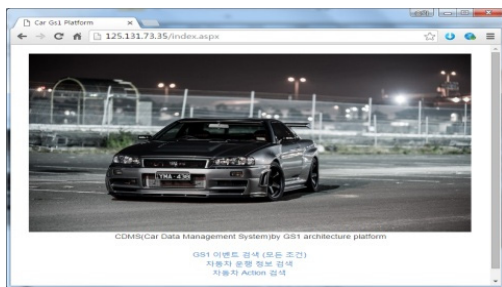 Car Gs1 Platform
125.131.73.35/index.aspx
CDMS(Car Data Management System)by GS1 architecture platform
GS1 이벤트 검색 (모든 조건)
자동차 운행 정보 검색
자동차 Action 검색